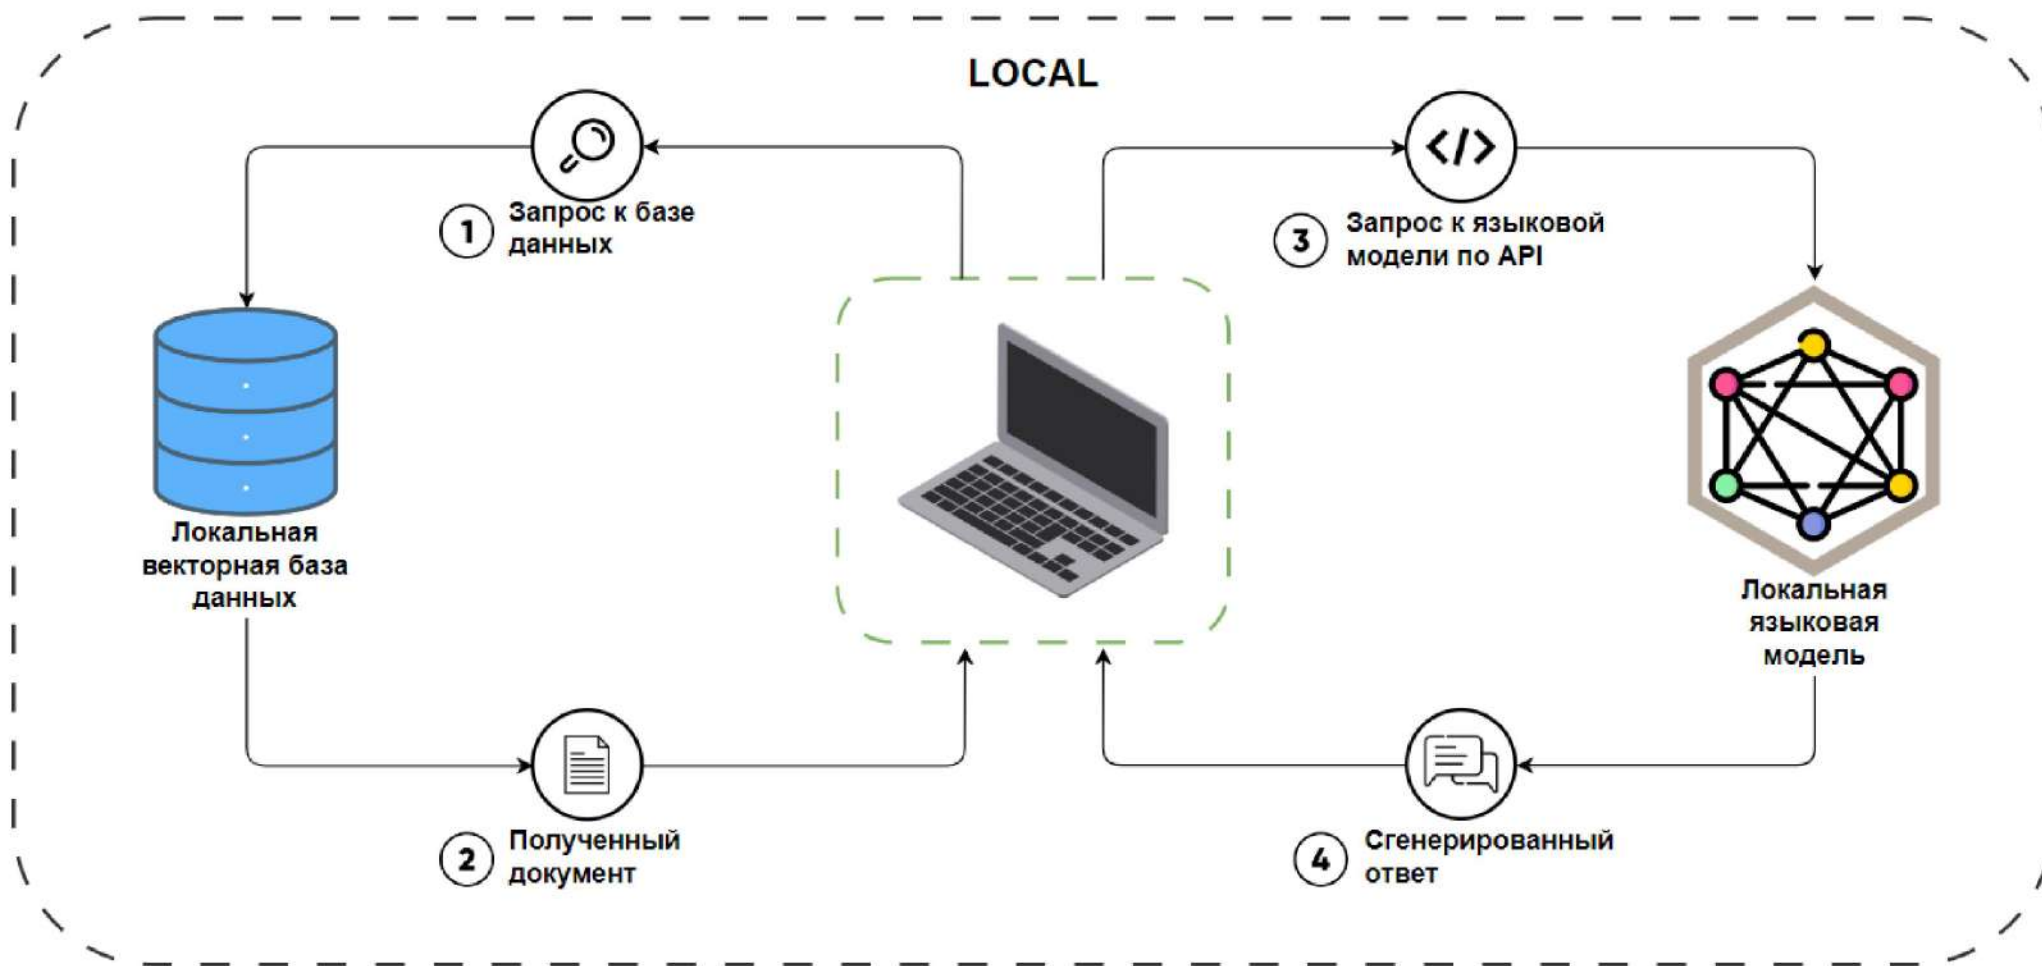 LOCAL
1
Запрос к базе
данных
3
Запрос к языковой
модели по API
Локальная
векторная база
данных
Локальная
языковая
модель
2
Полученный
документ
4
Сгенерированный
ответ